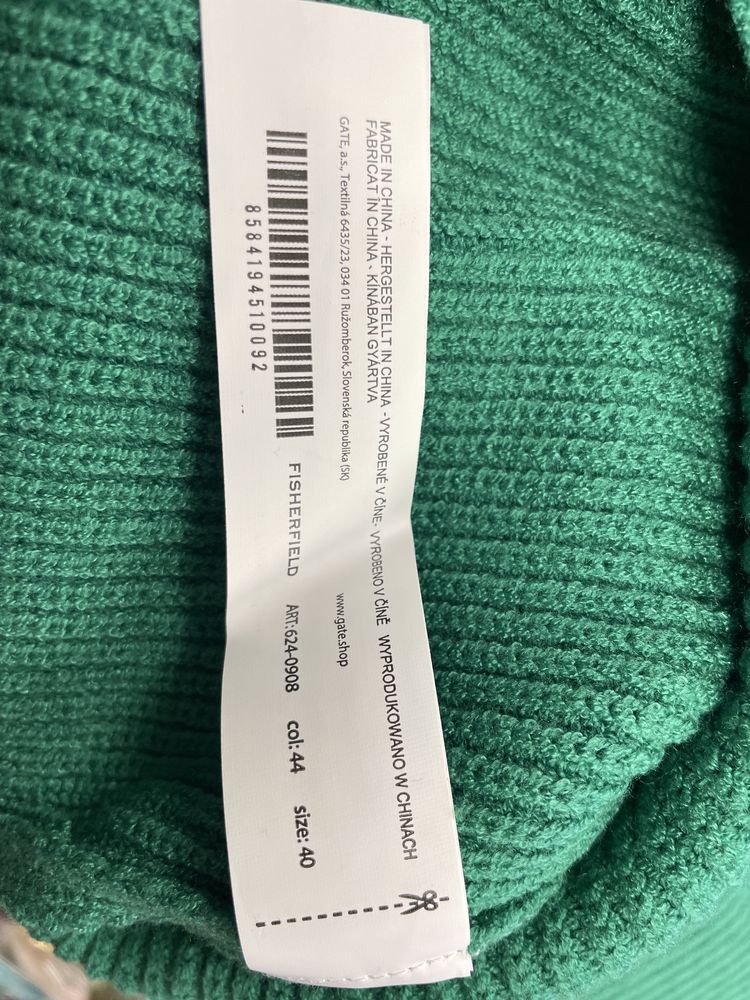 MADE IN CHINA - HERGESTELLT IN CHINA - VYROBENÉ V ČÍNE- VYROBENO V ČÍNĚ WYPRODUKOWANO W CHINACH
FABRICAT ÎN CHINA - KÍNÁBAN GYÁRTVA
GATE, a.s., Textilná 6435/23, 034 01 Ružomberok, Slovenská republika (SK) www.gate.shop
FISHERFIELD ART.:624-0908 col: 44 size: 40
8584194510092